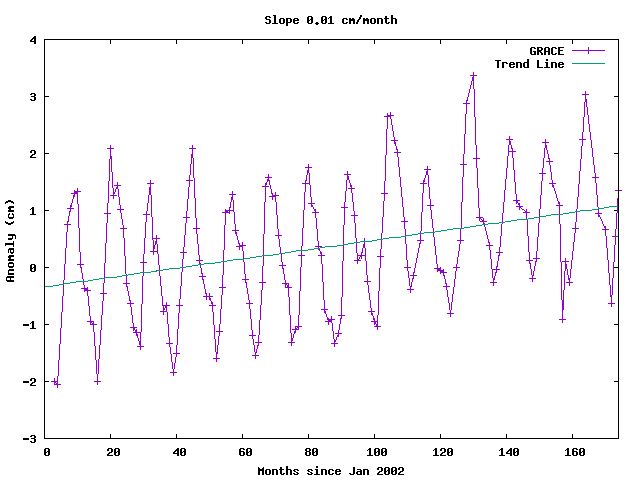 Slope 0.01 cm/month
GRACE
Trend Line
4
3
2
1
0
-1
-2
-3
Anomaly (cm)
0 20 40 60 80 100 120 140 160
Months since Jan 2002